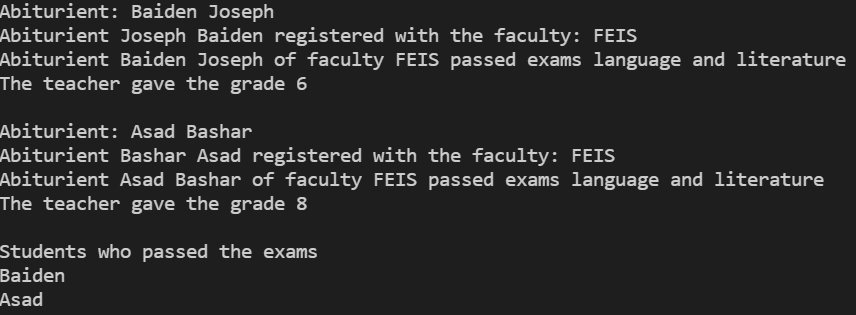 Abiturient: Baiden Joseph
Abiturient Joseph Baiden registered with the faculty: FEIS
Abiturient Baiden Joseph of faculty FEIS passed exams language and literature
The teacher gave the grade 6
Abiturient: Asad Bashar
Abiturient Bashar Asad registered with the faculty: FEIS
Abiturient Asad Bashar of faculty FEIS passed exams language and literature
The teacher gave the grade 8
Students who passed the exams
Baiden
Asad